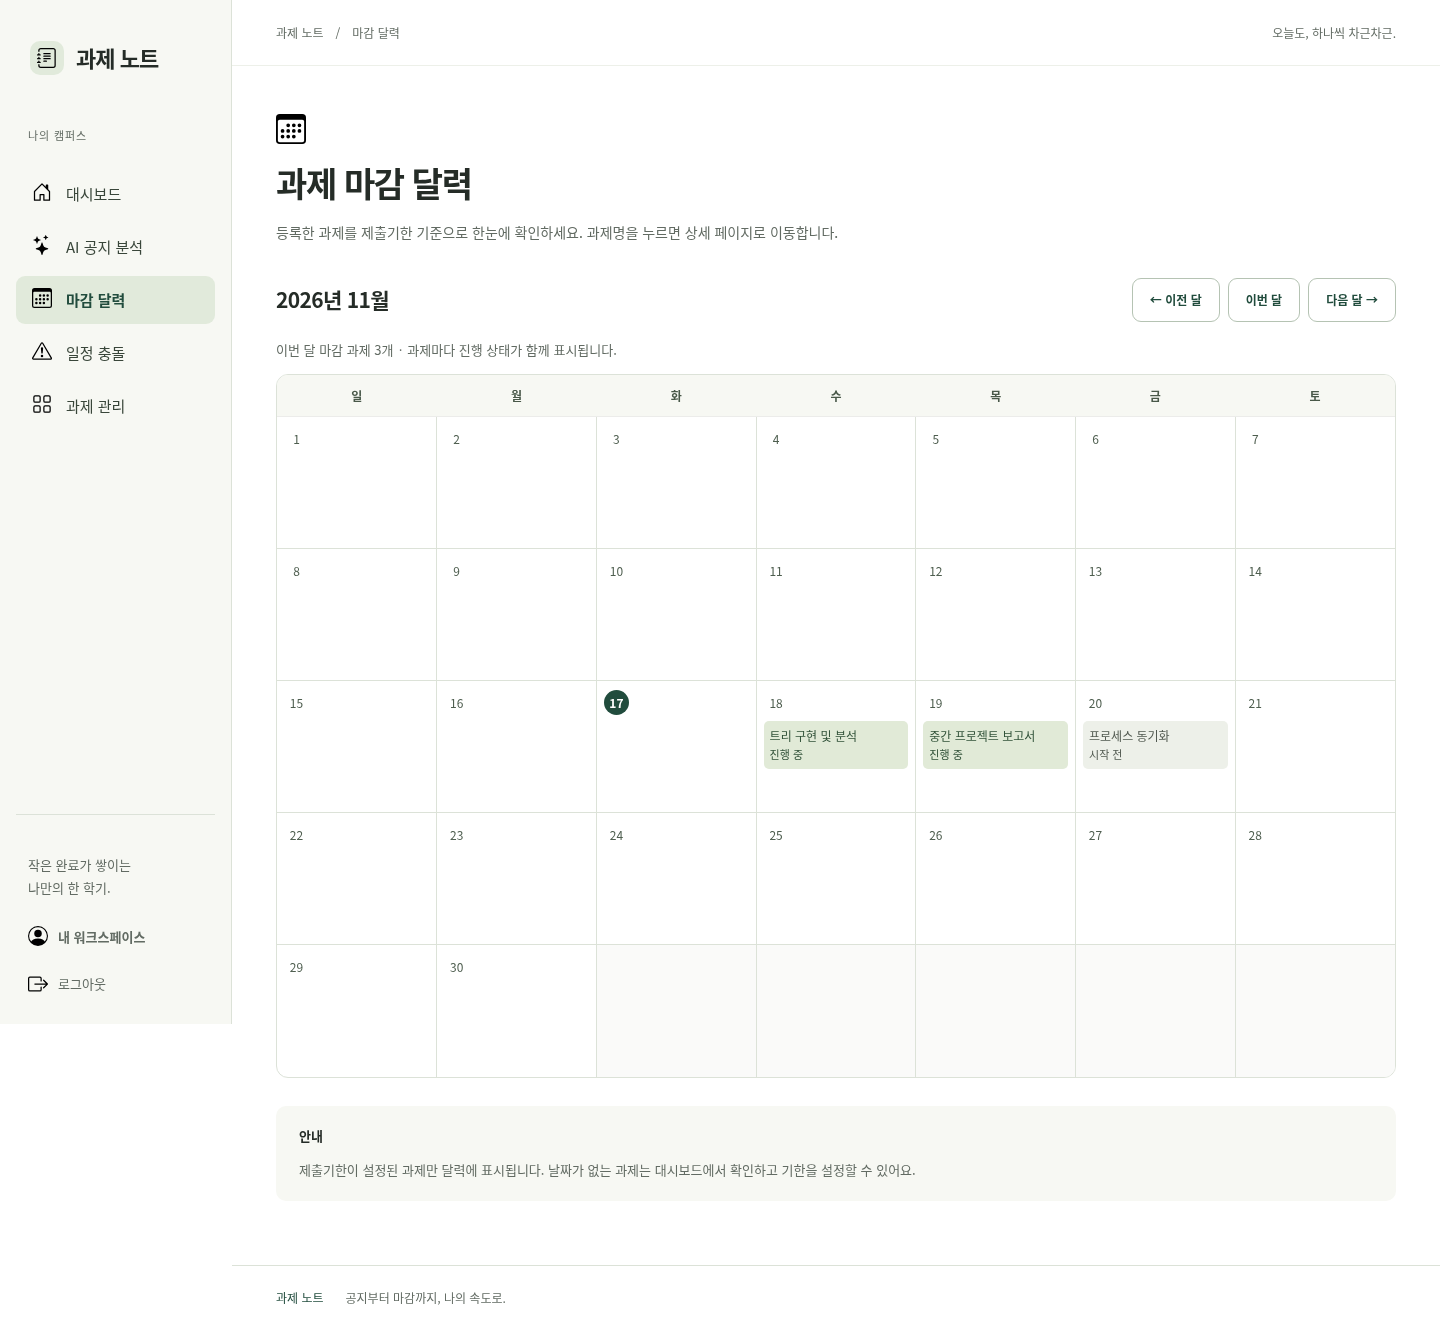 과제 노트
나의 캠퍼스
대시보드
AI 공지 분석
마감 달력
일정 충돌
과제 관리
작은 완료가 쌓이는
나만의 한 학기.
내 워크스페이스
로그아웃
과제 노트 / 마감 달력
오늘도, 하나씩 차근차근.
과제 마감 달력
등록한 과제를 제출기한 기준으로 한눈에 확인하세요. 과제명을 누르면 상세 페이지로 이동합니다.
2026년 11월
← 이전 달
이번 달
다음 달 →
이번 달 마감 과제 3개 · 과제마다 진행 상태가 함께 표시됩니다.
일 월 화 수 목 금 토
1 2 3 4 5 6 7
8 9 10 11 12 13 14
15 16 17 18 19 20 21
트리 구현 및 분석
진행 중
중간 프로젝트 보고서
진행 중
프로세스 동기화
시작 전
22 23 24 25 26 27 28
29 30
안내
제출기한이 설정된 과제만 달력에 표시됩니다. 날짜가 없는 과제는 대시보드에서 확인하고 기한을 설정할 수 있어요.
과제 노트 공지부터 마감까지, 나의 속도로.